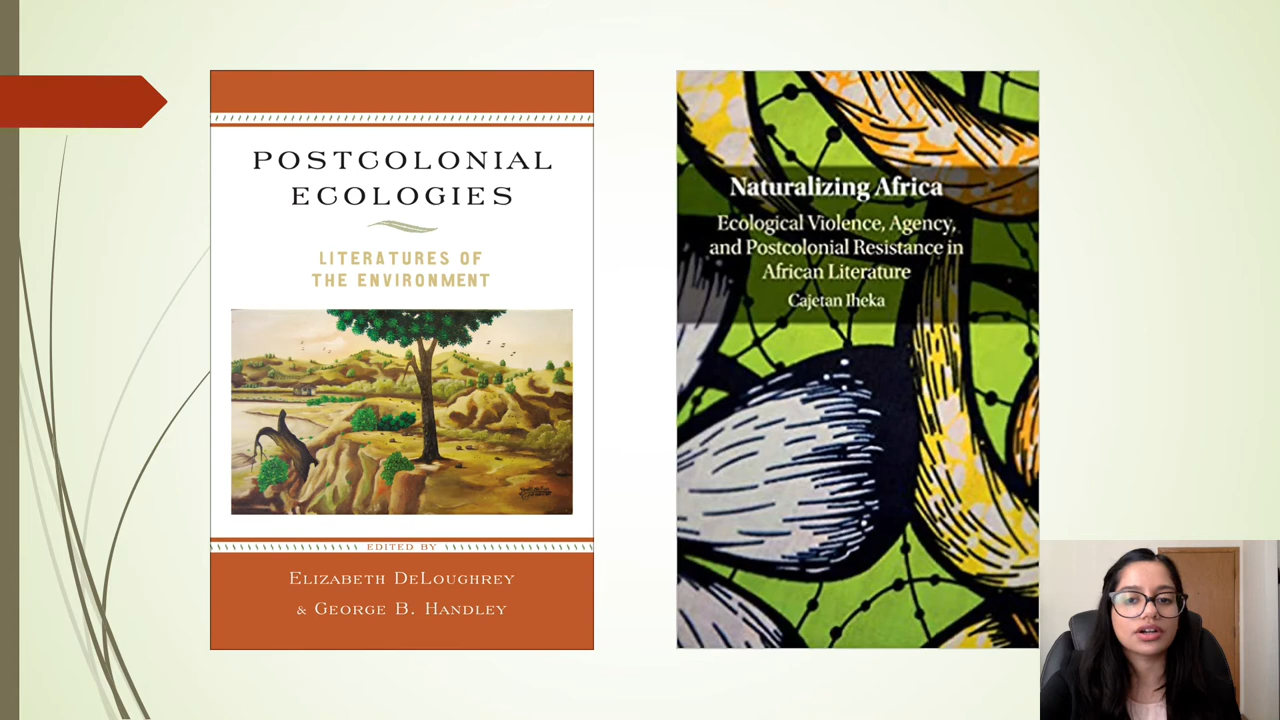 POSTCOLONIAL
ECOLOGIES
LITERATURES OF
THE ENVIRONMENT
EDITED BY
ELIZABETH DELOUGHREY
& GEORGE B. HANDLEY
Naturalizing Africa
Ecological Violence, Agency,
and Postcolonial Resistance in
African Literature
Cajetan Iheka